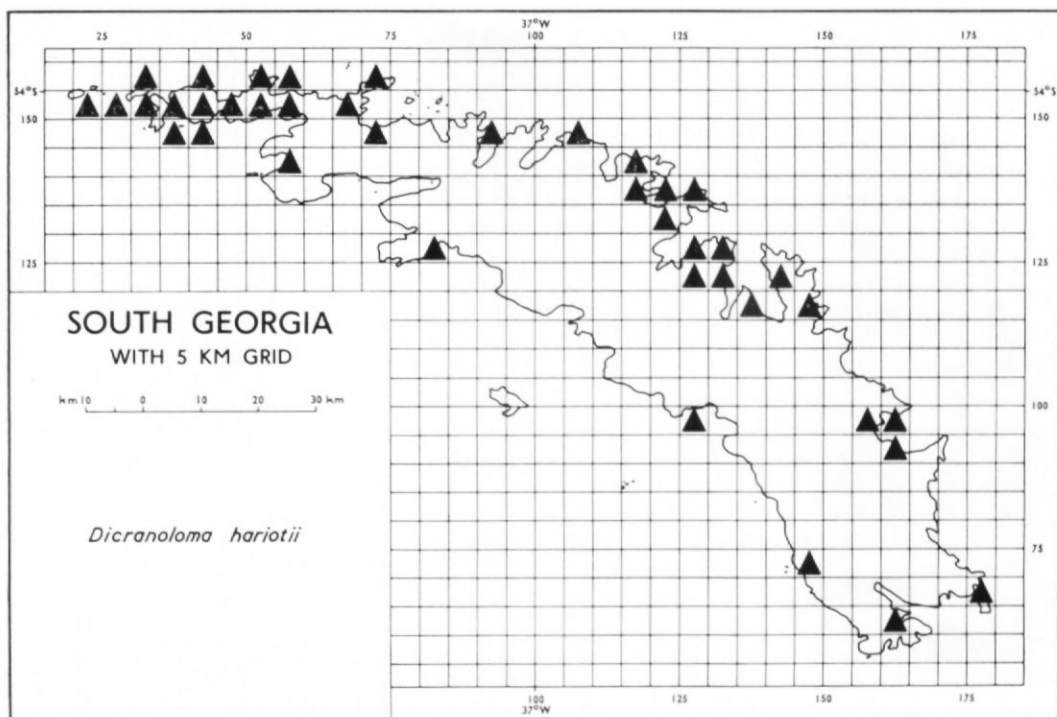 37°W
25 50 75 100 125 150 175
54°S 54°S
150 150
125 125
SOUTH GEORGIA
WITH 5 KM GRID
km 10 0 10 20 30 km
100
Dicranoloma hariotii
75
100 125 150 175
37°W